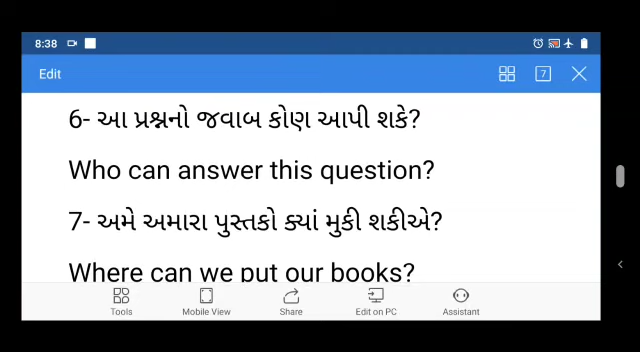 8:38
Edit
7
6- આ પ્રશ્નનો જવાબ કોણ આપી શકે?
Who can answer this question?
7- અમે અમારા પુસ્તકો ક્યાં મુકી શકીએ?
Where can we put our books?
Tools
Mobile View
Share
Edit on PC
Assistant